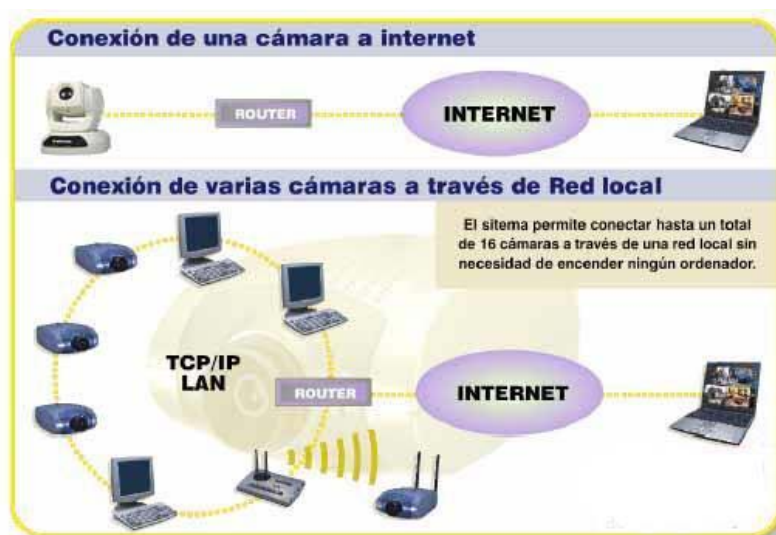 Conexión de una cámara a internet
ROUTER
INTERNET
Conexión de varias cámaras a través de Red local
El sitema permite conectar hasta un total
de 16 cámaras a través de una red local sin
necesidad de encender ningún ordenador.
TCP/IP
LAN
ROUTER
INTERNET